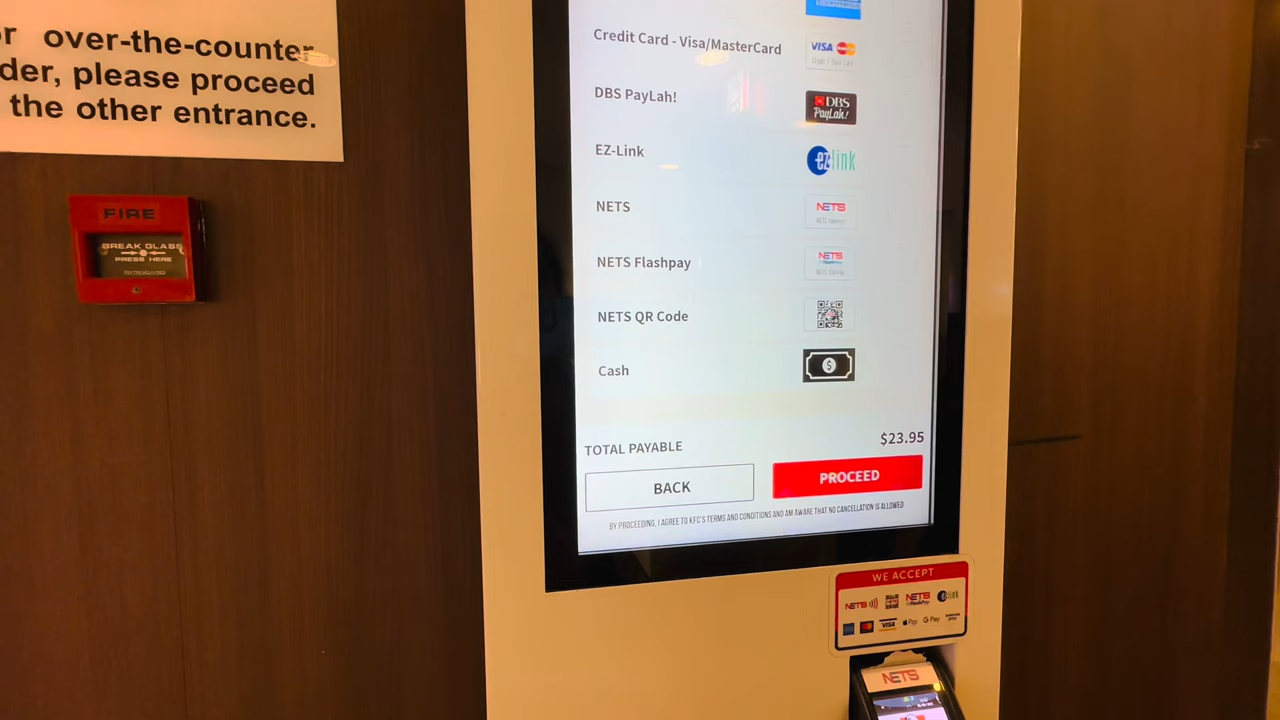 r over-the-counter
der, please proceed
the other entrance.
FIRE
BREAK GLASS
PRESS HERE
Credit Card - Visa/MasterCard
VISA
DBS PayLah!
DBS
PayLah!
EZ-Link
ez link
NETS
NETS
NETS Flashpay
NETS
NETS QR Code
Cash
$
TOTAL PAYABLE
$23.95
BACK
PROCEED
BY PROCEEDING, I AGREE TO KFC'S TERMS AND CONDITIONS AND AM AWARE THAT NO CANCELLATION IS ALLOWED
WE ACCEPT
NETS NETS FlashPay ez link
VISA Pay G Pay
NETS